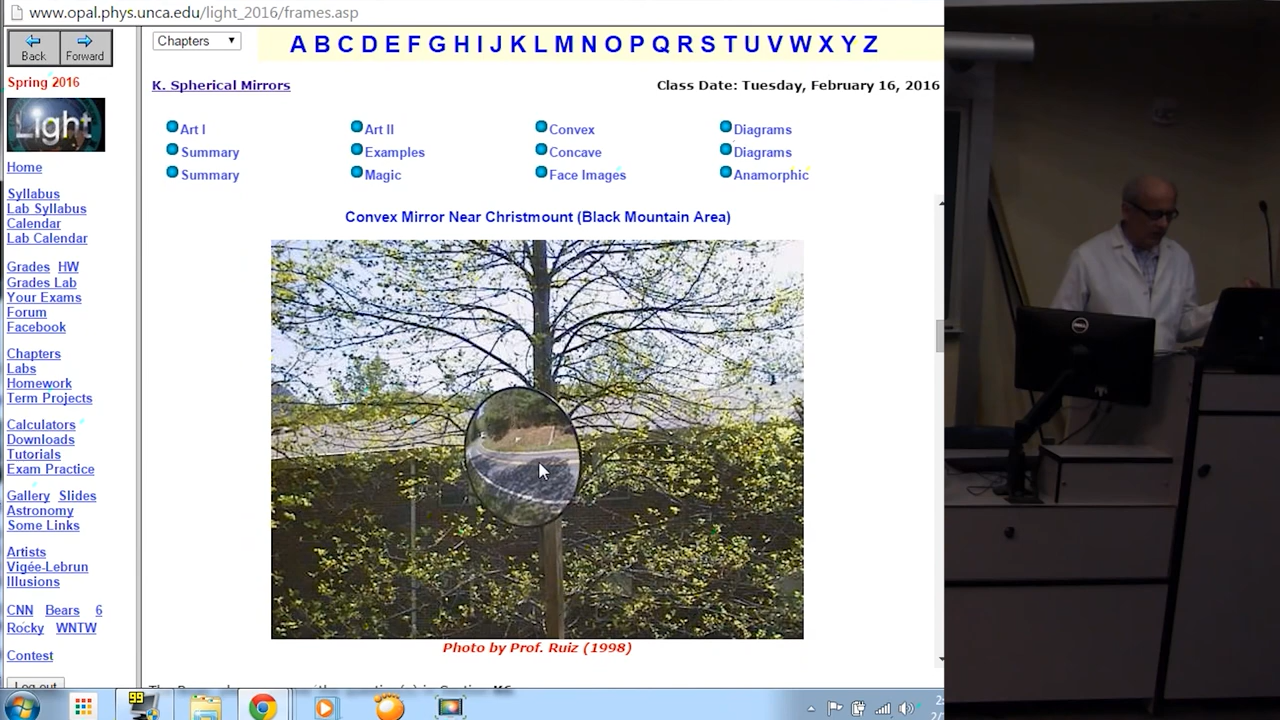 www.opal.phys.unca.edu/light_2016/frames.asp
Back
Forward
Chapters
A B C D E F G H I J K L M N O P Q R S T U V W X Y Z
Spring 2016
Light
K. Spherical Mirrors
Class Date: Tuesday, February 16, 2016
Art I
Art II
Convex
Diagrams
Summary
Examples
Concave
Diagrams
Summary
Magic
Face Images
Anamorphic
Home
Syllabus
Lab Syllabus
Calendar
Lab Calendar
Grades HW
Grades Lab
Your Exams
Forum
Facebook
Chapters
Labs
Homework
Term Projects
Calculators
Downloads
Tutorials
Exam Practice
Gallery Slides
Astronomy
Some Links
Artists
Vigée-Lebrun
Illusions
CNN Bears 6
Rocky WNTW
Contest
Log out
Convex Mirror Near Christmount (Black Mountain Area)
Photo by Prof. Ruiz (1998)
99
DELL